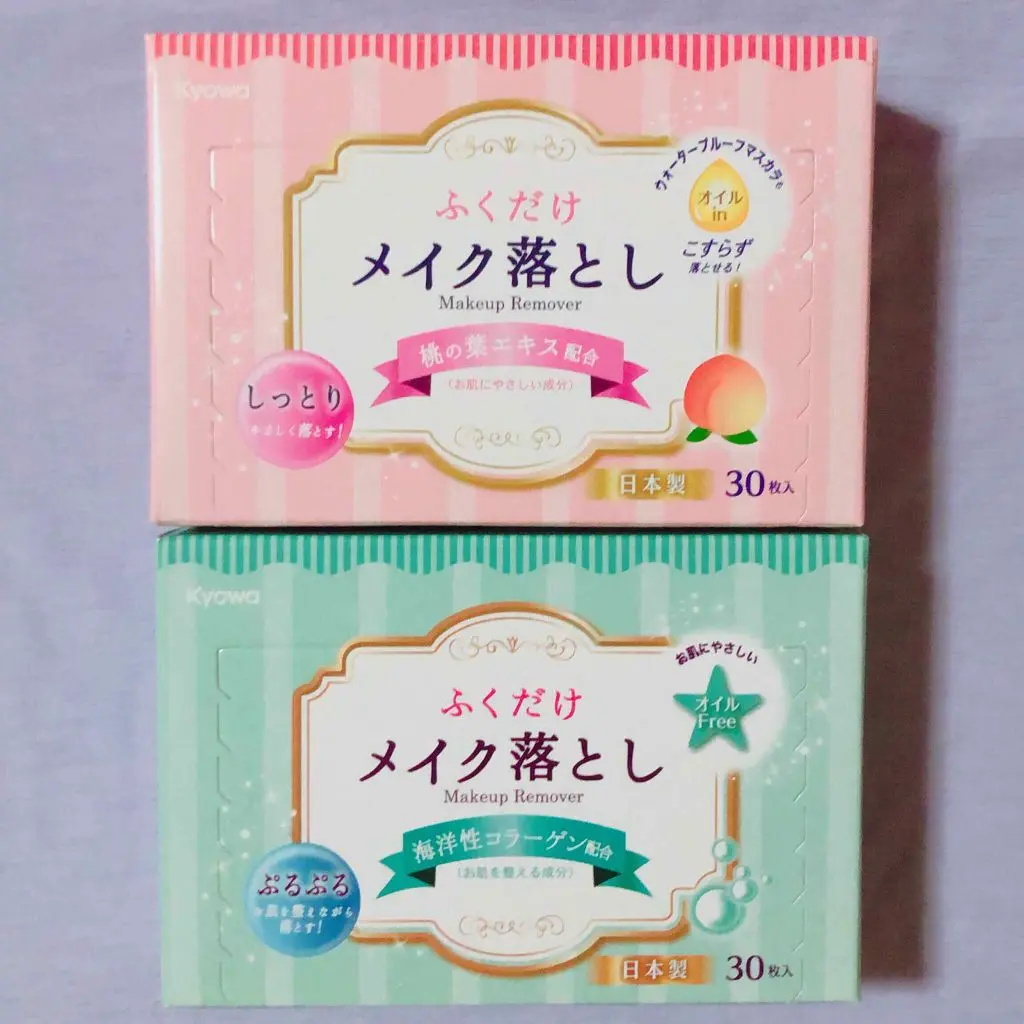 Kyowa
ウォータープルーフマスカラも
オイル
in
こすらず
落とせる!
ふくだけ
メイク落とし
Makeup Remover
桃の葉エキス配合
(お肌にやさしい成分)
しっとり
やさしく落とす!
日本製
30枚入
Kyowa
お肌にやさしい
オイル
Free
ふくだけ
メイク落とし
Makeup Remover
海洋性コラーゲン配合
(お肌を整える成分)
ぷるぷる
お肌を整えながら
落とす!
日本製
30枚入